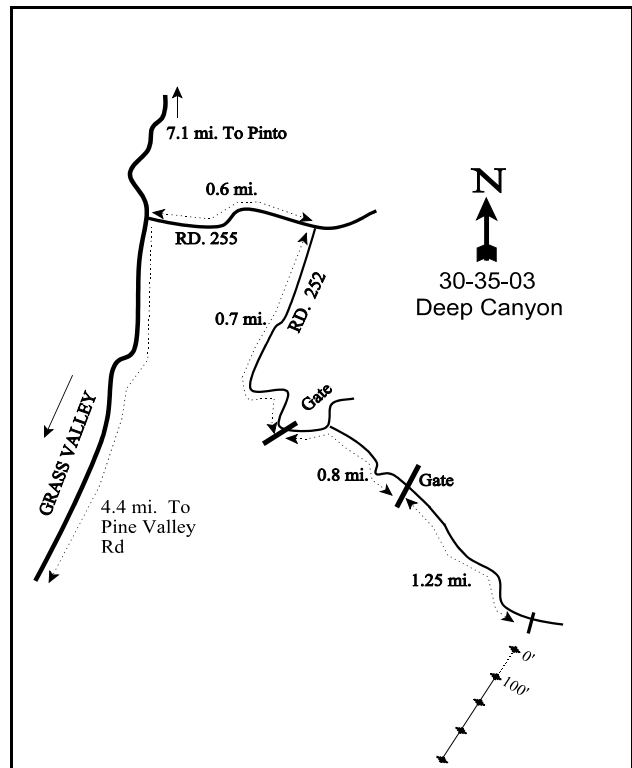 7.1 mi. To Pinto
0.6 mi.
RD. 255
N
30-35-03
Deep Canyon
0.7 mi.
RD. 252
Gate
GRASS VALLEY
4.4 mi. To
Pine Valley
Rd
0.8 mi.
Gate
1.25 mi.
0'
100'